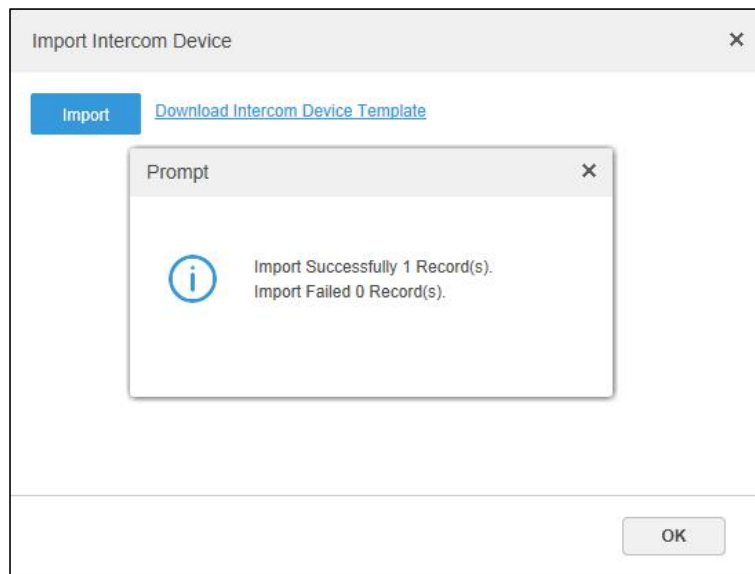 Import Intercom Device
Import
Download Intercom Device Template
Prompt
Import Successfully 1 Record(s).
Import Failed 0 Record(s).
OK